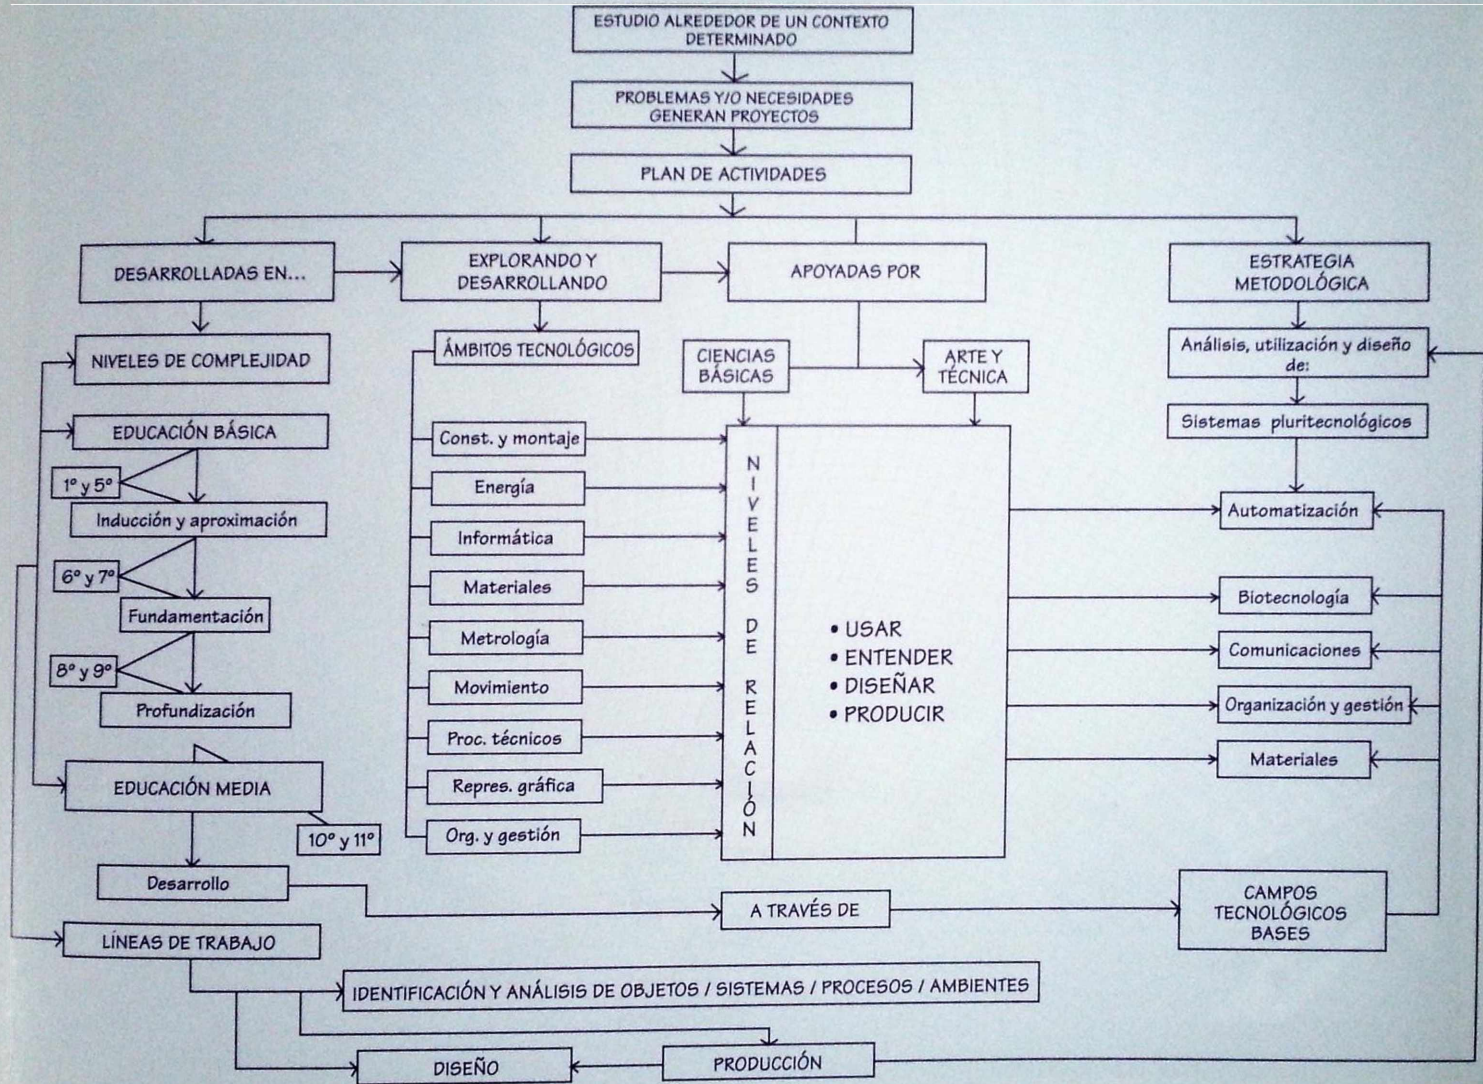 ESTUDIO ALREDEDOR DE UN CONTEXTO
DETERMINADO
PROBLEMAS Y/O NECESIDADES
GENERAN PROYECTOS
PLAN DE ACTIVIDADES
DESARROLLADAS EN...
EXPLORANDO Y
DESARROLLANDO
APOYADAS POR
ESTRATEGIA
METODOLÓGICA
NIVELES DE COMPLEJIDAD
EDUCACIÓN BÁSICA
1º y 5º
Inducción y aproximación
6º y 7º
Fundamentación
8º y 9º
Profundización
EDUCACIÓN MEDIA
10º y 11º
Desarrollo
LÍNEAS DE TRABAJO
ÁMBITOS TECNOLÓGICOS
Const. y montaje
Energía
Informática
Materiales
Metrología
Movimiento
Proc. técnicos
Repres. gráfica
Org. y gestión
CIENCIAS
BÁSICAS
ARTE Y
TÉCNICA
NIVELES DE RELACIÓN
• USAR
• ENTENDER
• DISEÑAR
• PRODUCIR
Análisis, utilización y diseño
de:
Sistemas pluritecnológicos
Automatización
Biotecnología
Comunicaciones
Organización y gestión
Materiales
A TRAVÉS DE
CAMPOS
TECNOLÓGICOS
BASES
IDENTIFICACIÓN Y ANÁLISIS DE OBJETOS / SISTEMAS / PROCESOS / AMBIENTES
DISEÑO
PRODUCCIÓN